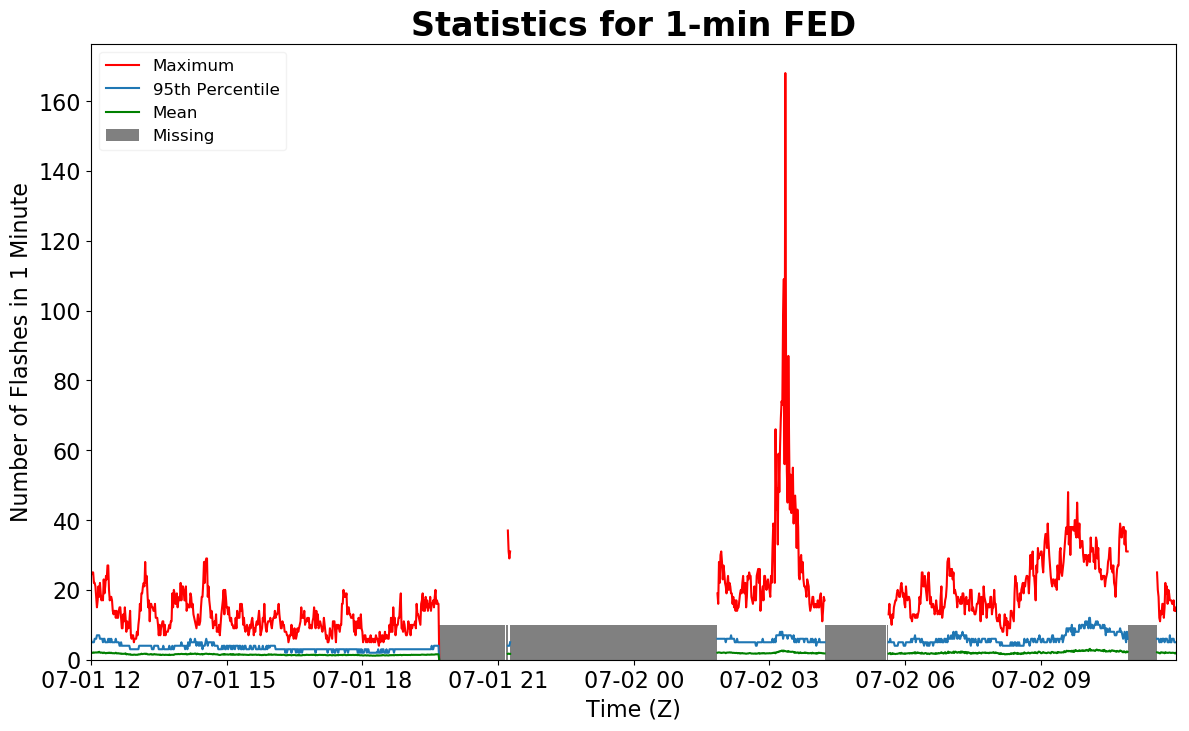 Statistics for 1-min FED
Maximum
95th Percentile
Mean
Missing
Number of Flashes in 1 Minute
160
140
120
100
80
60
40
20
0
07-01 12
07-01 15
07-01 18
07-01 21
07-02 00
07-02 03
07-02 06
07-02 09
Time (Z)